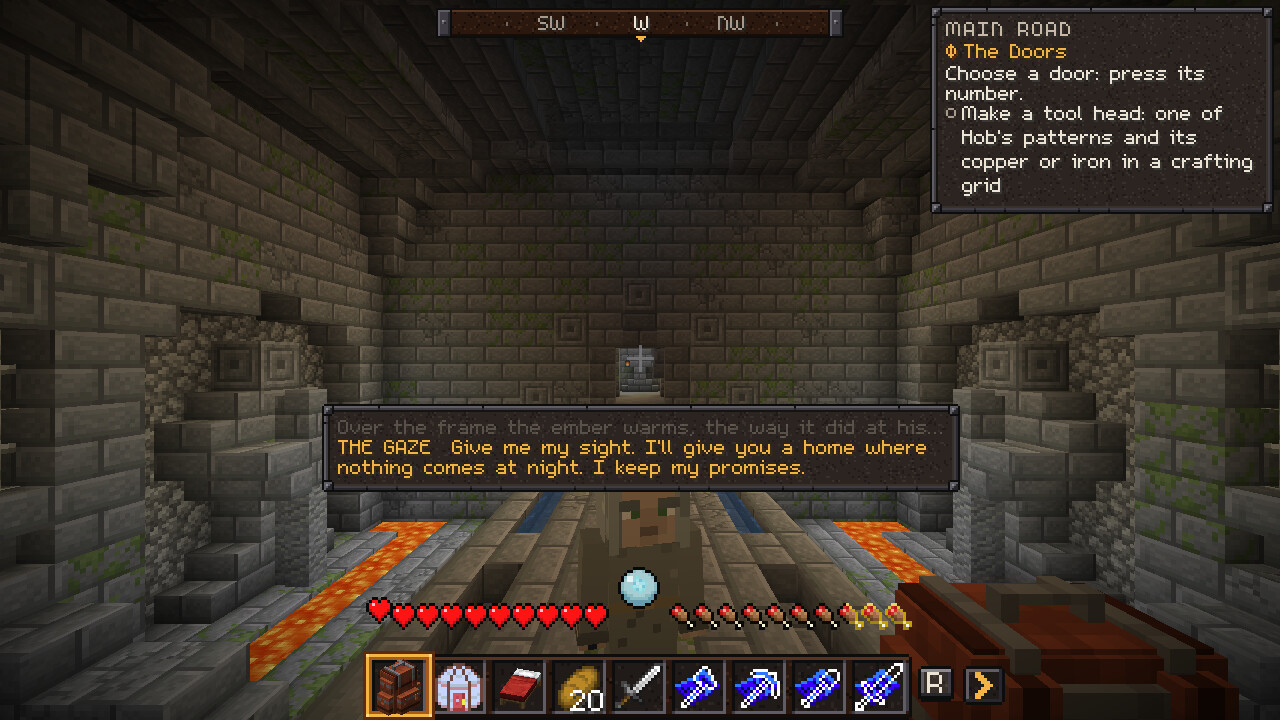 SW W NW
MAIN ROAD
The Doors
Choose a door: press its
number.
Make a tool head: one of
Hob's patterns and its
copper or iron in a crafting
grid
Over the frame the ember warms, the way it did at his...
THE GAZE Give me my sight. I'll give you a home where
nothing comes at night. I keep my promises.
20
R